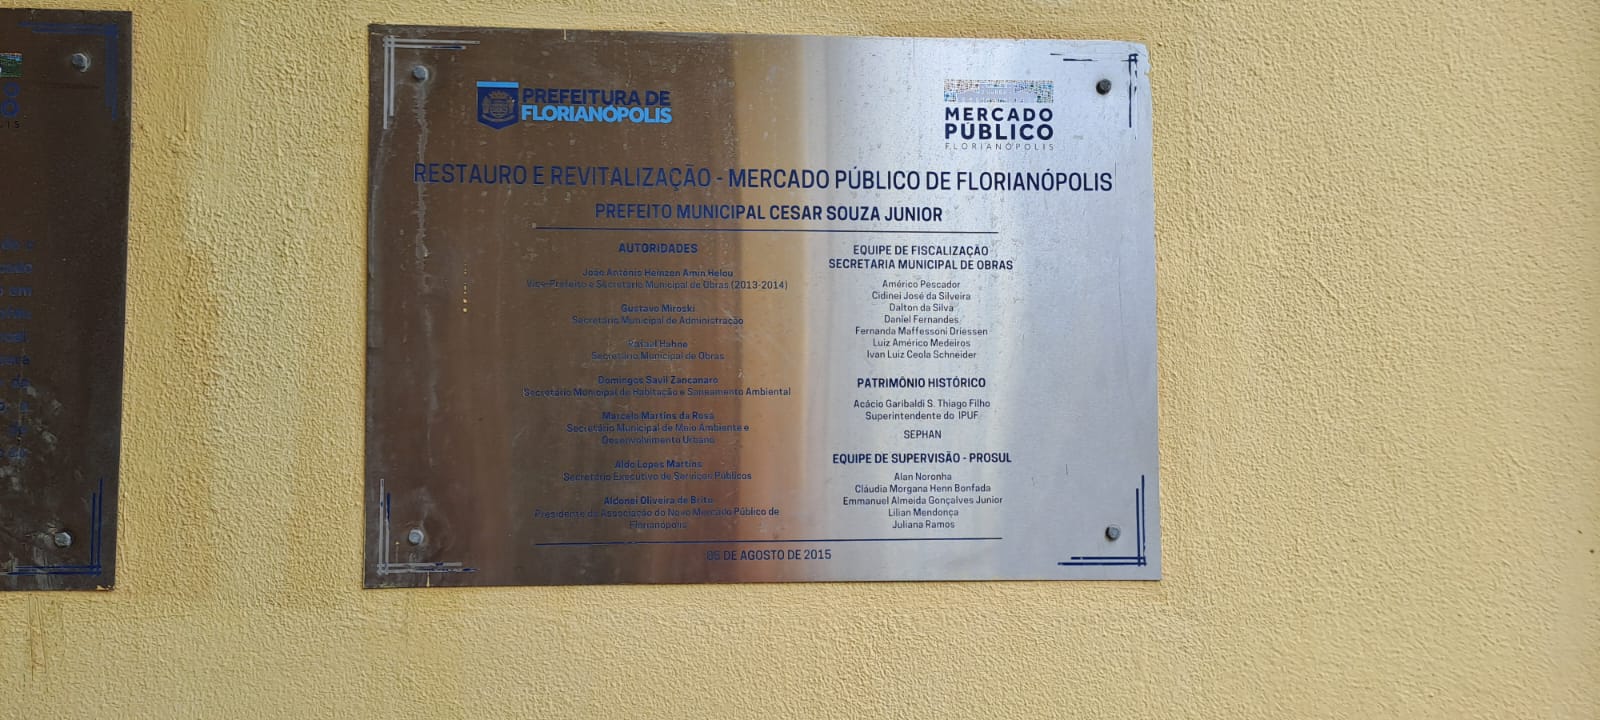 PREFEITURA DE
FLORIANÓPOLIS
MERCADO
PÚBLICO
FLORIANÓPOLIS
RESTAURO E REVITALIZAÇÃO - MERCADO PÚBLICO DE FLORIANÓPOLIS
PREFEITO MUNICIPAL CESAR SOUZA JUNIOR
AUTORIDADES
João Antônio Heinzen Amin Helou
Vice-Prefeito e Secretário Municipal de Obras (2013-2014)
Gustavo Miroski
Secretário Municipal de Administração
Rafael Hahne
Secretário Municipal de Obras
Domingos Savil Zancanaro
Secretário Municipal de Habitação e Saneamento Ambiental
Marcelo Martins da Rosa
Secretário Municipal de Meio Ambiente e
Desenvolvimento Urbano
Aldo Lopes Martins
Secretário Executivo de Serviços Públicos
Aldonei Oliveira de Brito
Presidente da Associação do Novo Mercado Público de
Florianópolis
EQUIPE DE FISCALIZAÇÃO
SECRETARIA MUNICIPAL DE OBRAS
Américo Pescador
Cidinei José da Silveira
Dalton da Silva
Daniel Fernandes
Fernanda Maffessoni Driessen
Luiz Américo Medeiros
Ivan Luiz Ceola Schneider
PATRIMÔNIO HISTÓRICO
Acácio Garibaldi S. Thiago Filho
Superintendente do IPUF
SEPHAN
EQUIPE DE SUPERVISÃO - PROSUL
Alan Noronha
Cláudia Morgana Henn Bonfada
Emmanuel Almeida Gonçalves Junior
Lilian Mendonça
Juliana Ramos
05 DE AGOSTO DE 2015